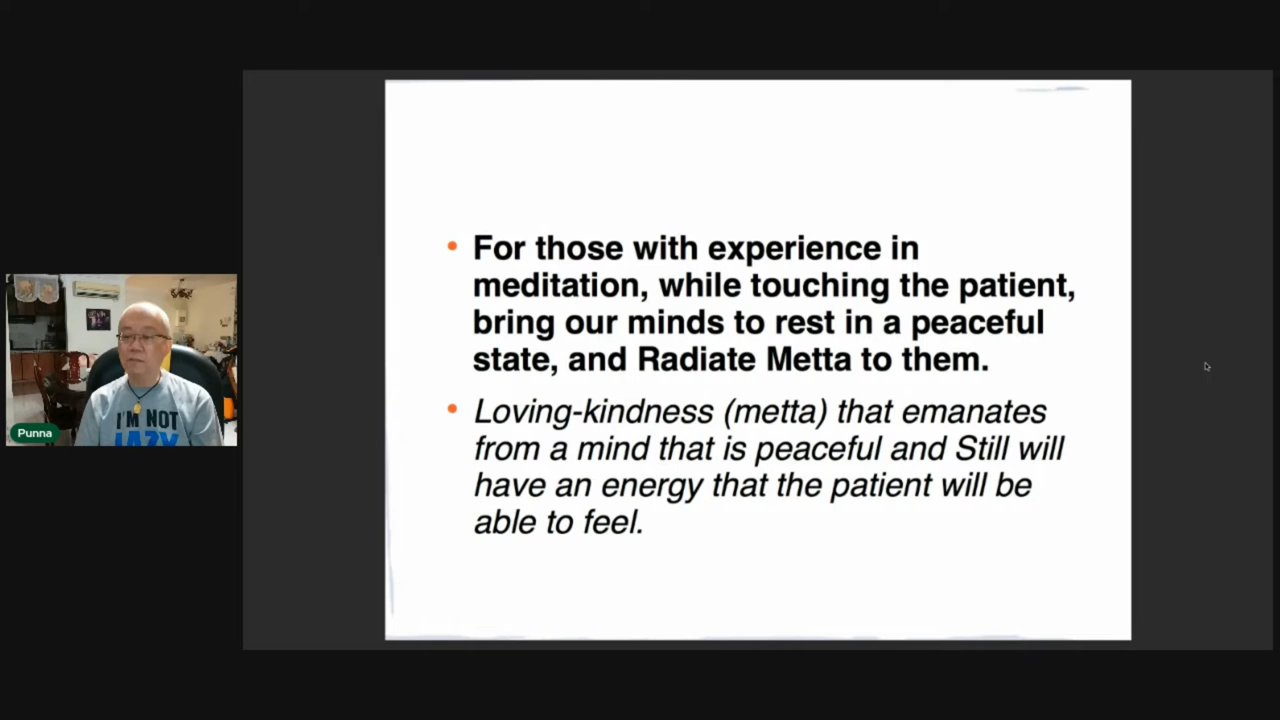 For those with experience in
meditation, while touching the patient,
bring our minds to rest in a peaceful
state, and Radiate Metta to them.
Loving-kindness (metta) that emanates
from a mind that is peaceful and Still will
have an energy that the patient will be
able to feel.
I'M NOT
LAZY
Punna